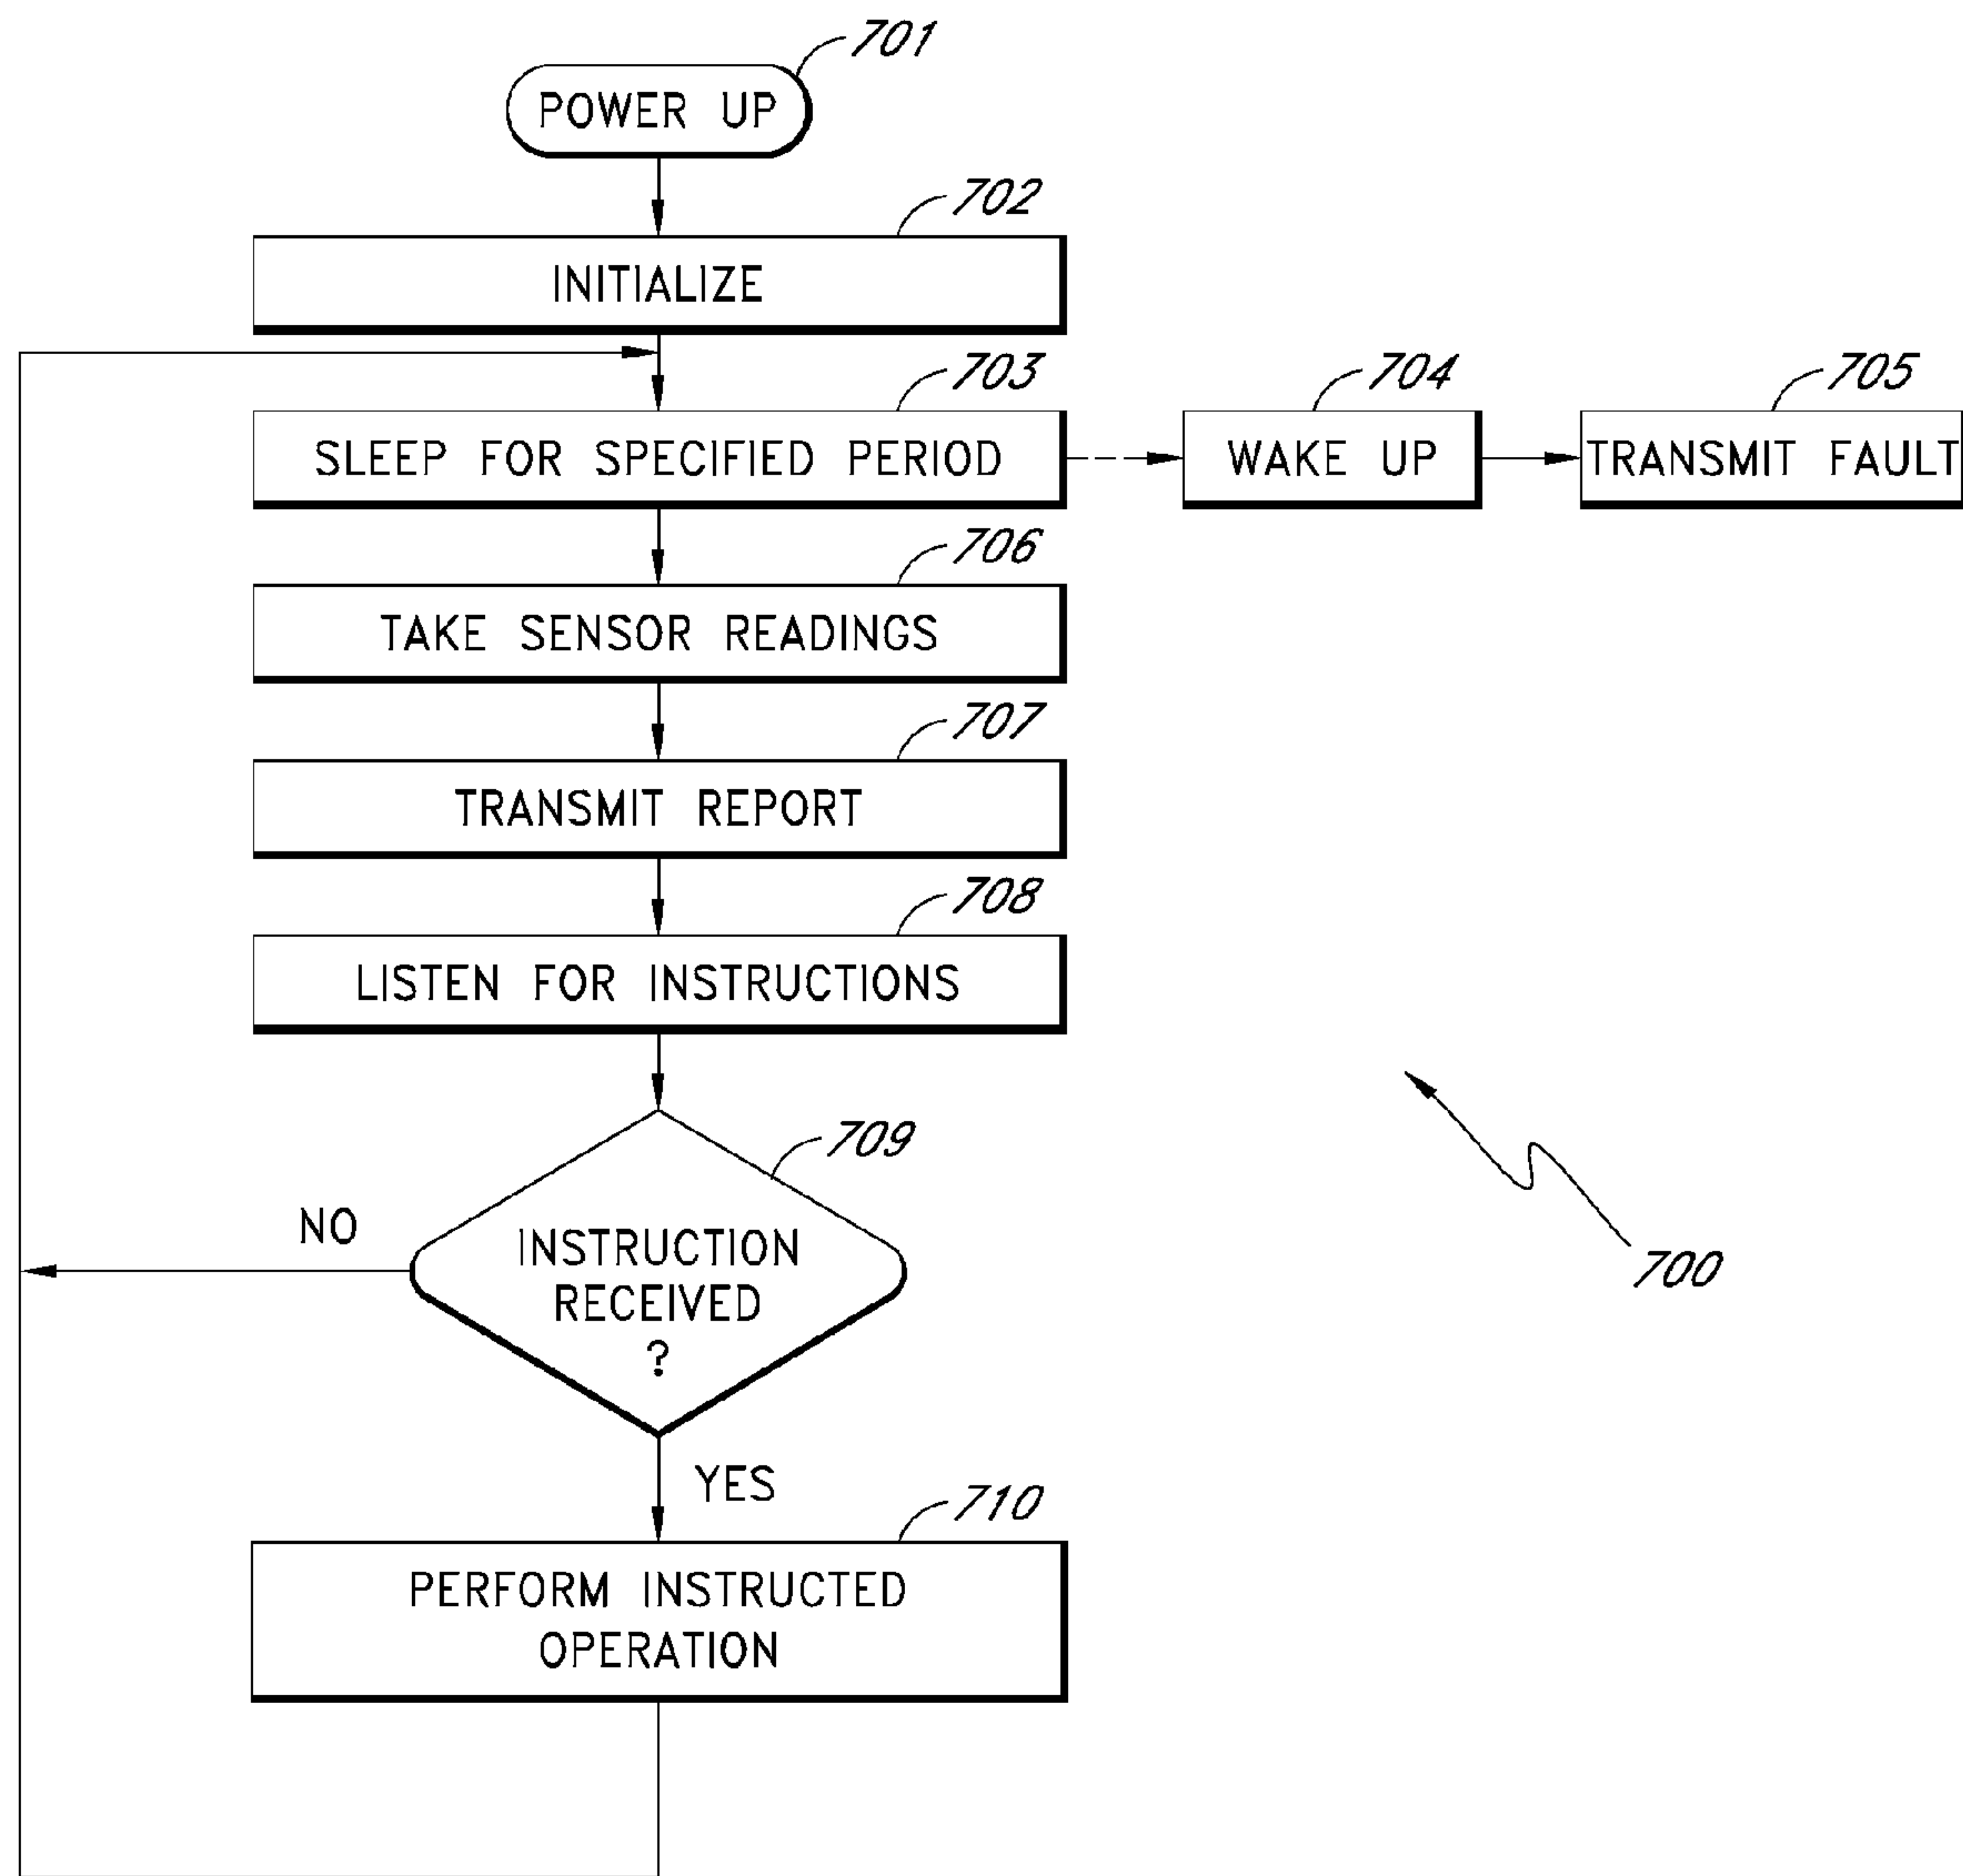 701
POWER UP
702
INITIALIZE
703
SLEEP FOR SPECIFIED PERIOD
704
WAKE UP
705
TRANSMIT FAULT
706
TAKE SENSOR READINGS
707
TRANSMIT REPORT
708
LISTEN FOR INSTRUCTIONS
709
INSTRUCTION
RECEIVED
?
NO
700
YES
710
PERFORM INSTRUCTED
OPERATION